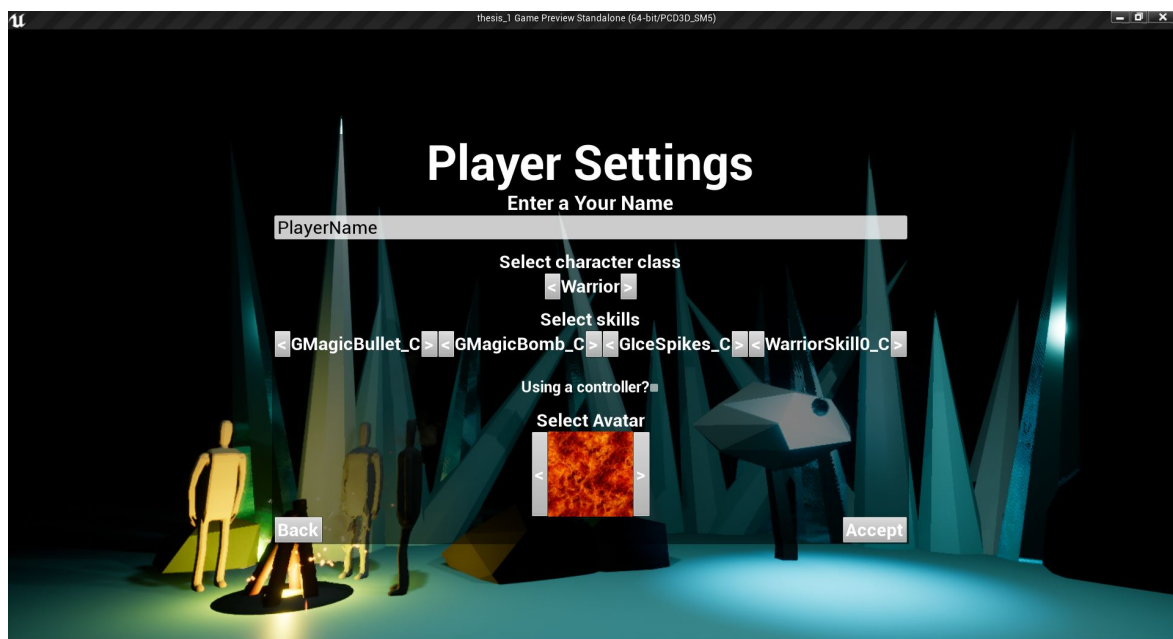 thesis_1 Game Preview Standalone (64-bit/PCD3D_SM5)
Player Settings
Enter a Your Name
PlayerName
Select character class
< Warrior >
Select skills
< GMagicBullet_C > < GMagicBomb_C > < GIceSpikes_C > < WarriorSkill0_C >
Using a controller?
Select Avatar
< >
Back Accept